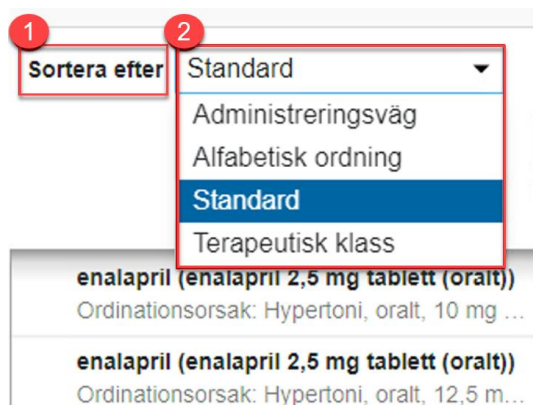 1 2
Sortera efter Standard
Administreringsväg
Alfabetisk ordning
Standard
Terapeutisk klass
enalapril (enalapril 2,5 mg tablett (oralt))
Ordinationsorsak: Hypertoni, oralt, 10 mg ...
enalapril (enalapril 2,5 mg tablett (oralt))
Ordinationsorsak: Hypertoni, oralt, 12,5 m...